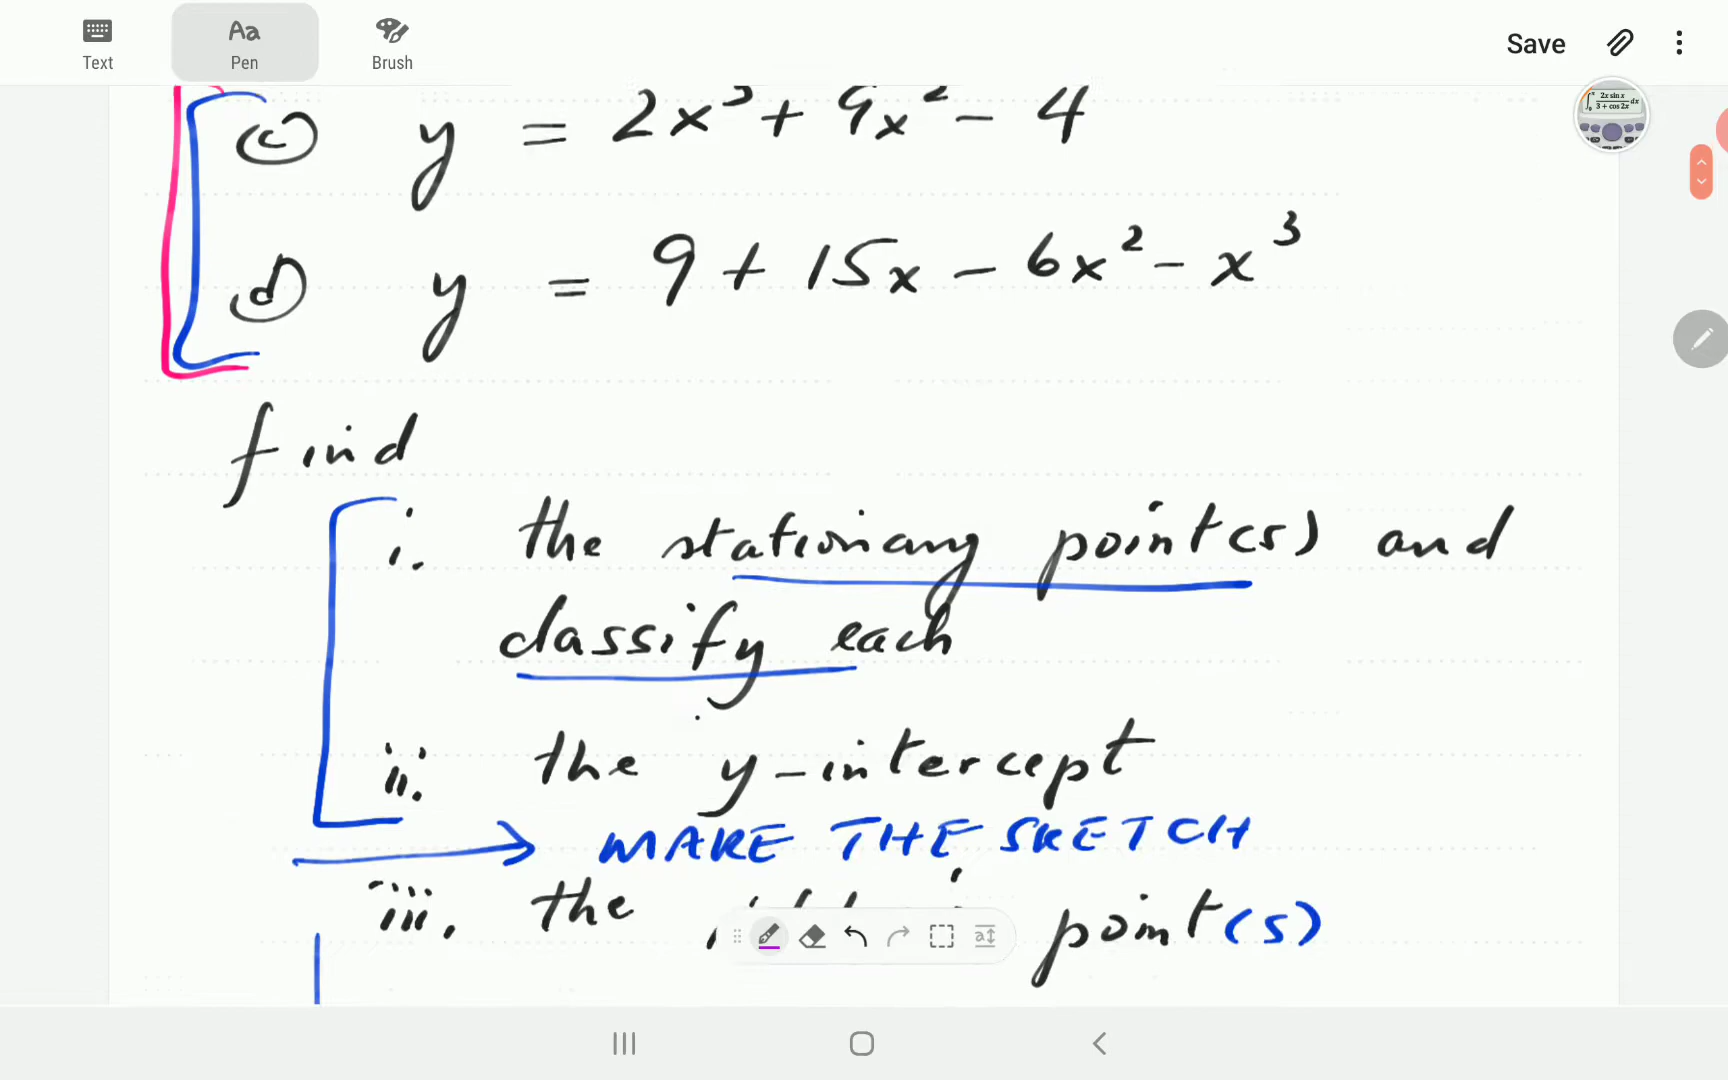 Text
Aa
Pen
Brush
Save
c y = 2x³ + 9x² - 4
d y = 9 + 15x - 6x² - x³
find
i. the stationary point(s) and
classify each
ii. the y-intercept
→ MAKE THE SKETCH
iii. the point(s)